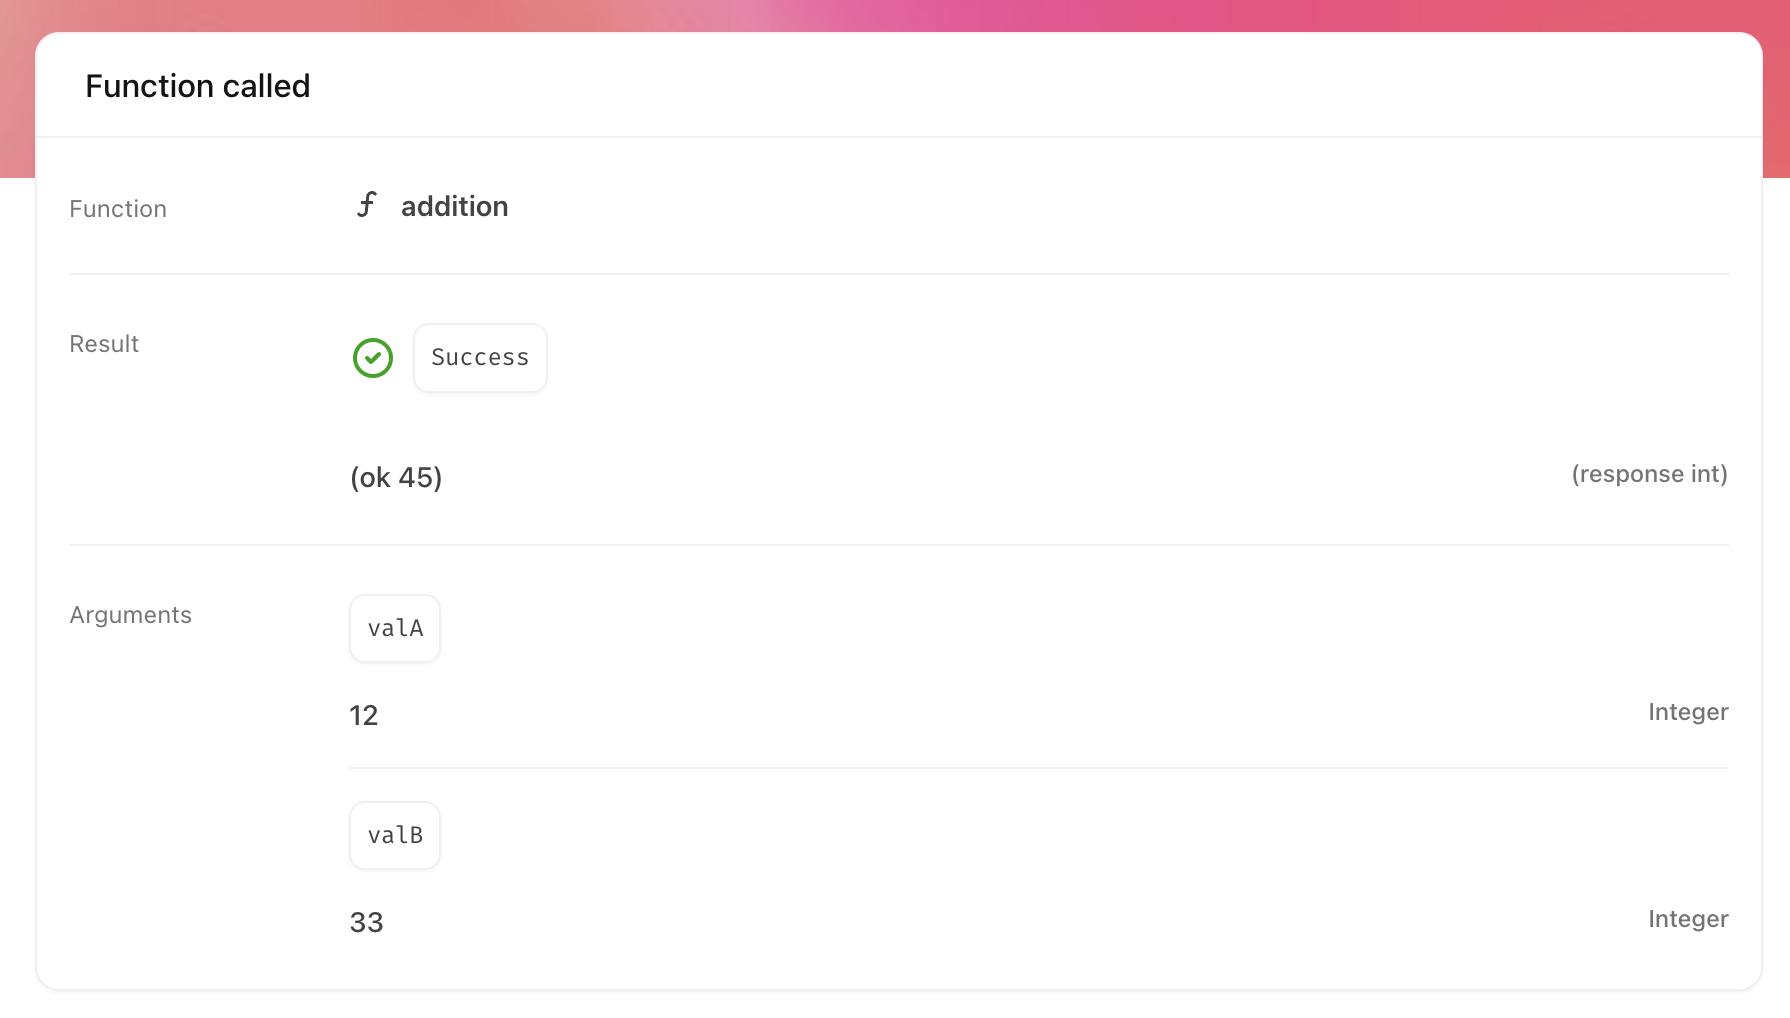 Function called
Function
ƒ addition
Result
Success
(ok 45)
(response int)
Arguments
valA
12
Integer
valB
33
Integer